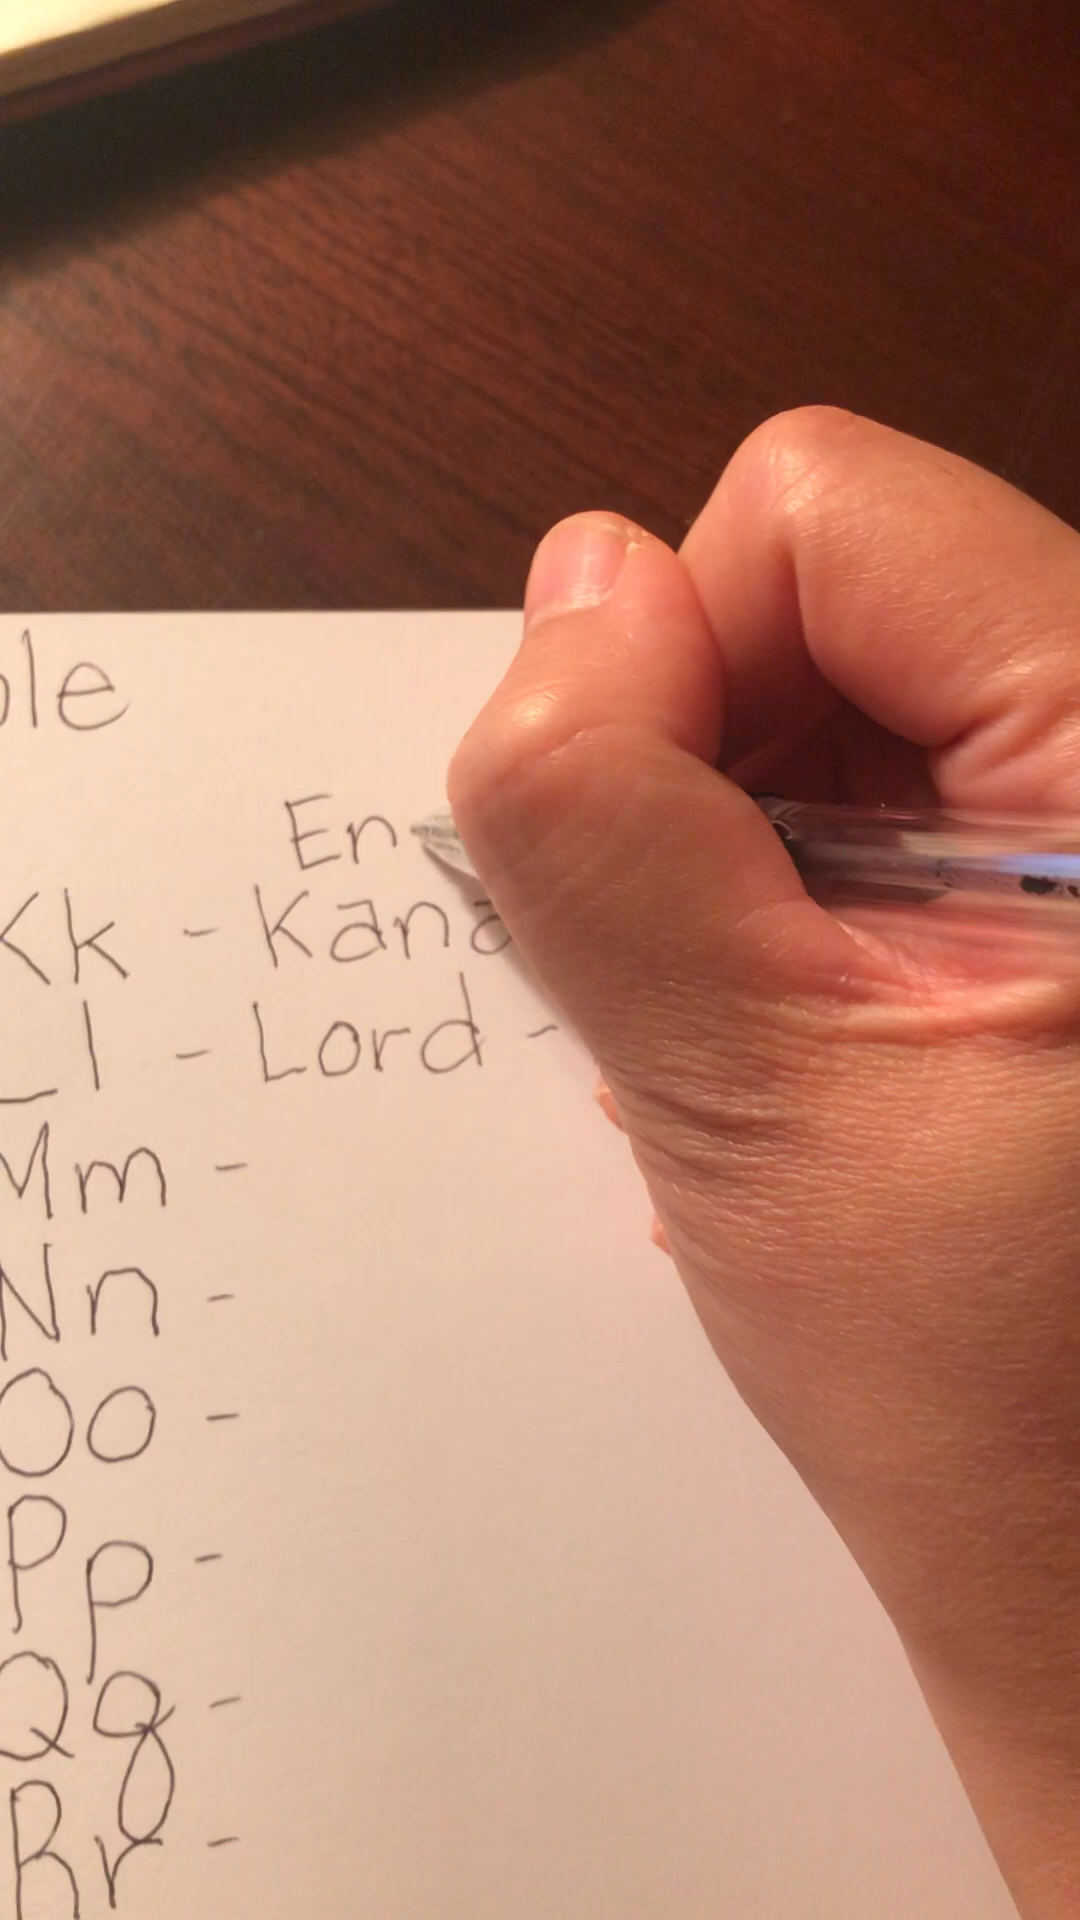 ble
En
Kk - Kana
Ll - Lord -
Mm -
Nn -
Oo -
Pp -
Qq -
Rr -